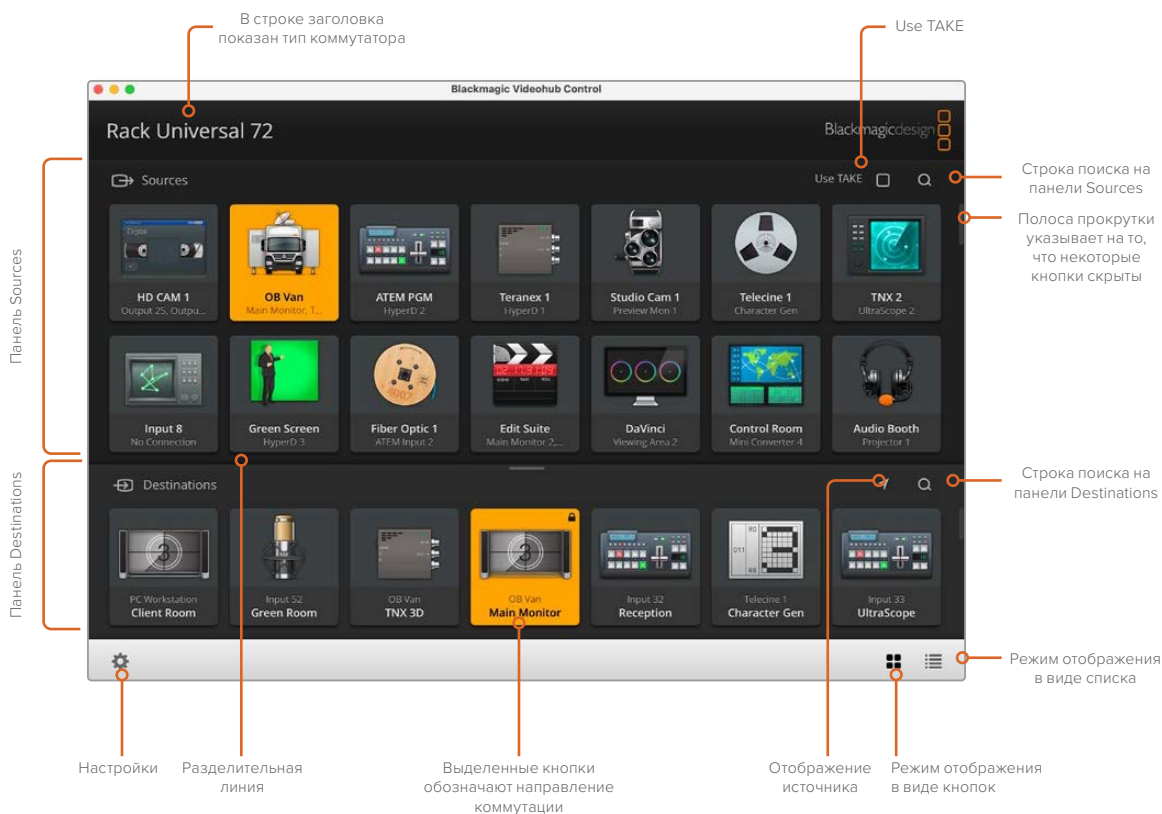 В строке заголовка
показан тип коммутатора
Use TAKE
Blackmagic Videohub Control
Rack Universal 72
Blackmagicdesign
Sources
Use TAKE
Строка поиска на
панели Sources
Полоса прокрутки
указывает на то,
что некоторые
кнопки скрыты
Панель Sources
Digital
HD CAM 1
Output 25, Outpu...
OB Van
Main Monitor, T...
ATEM PGM
HyperD 2
Teranex 1
HyperD 1
Studio Cam 1
Preview Mon 1
Telecine 1
Character Gen
TNX 2
UltraScope 2
Input 8
No Connection
Green Screen
HyperD 3
Fiber Optic 1
ATEM Input 2
Edit Suite
Main Monitor 2,...
DaVinci
Viewing Area 2
Control Room
Mini Converter 4
Audio Booth
Projector 1
Панель Destinations
Destinations
Строка поиска на
панели Destinations
3
PC Workstation
Client Room
Input 52
Green Room
OB Van
TNX 3D
3
OB Van
Main Monitor
Input 32
Reception
R0
011
R8
Telecine 1
Character Gen
Input 33
UltraScope
Режим отображения
в виде списка
Настройки
Разделительная
линия
Выделенные кнопки
обозначают направление
коммутации
Отображение
источника
Режим отображения
в виде кнопок